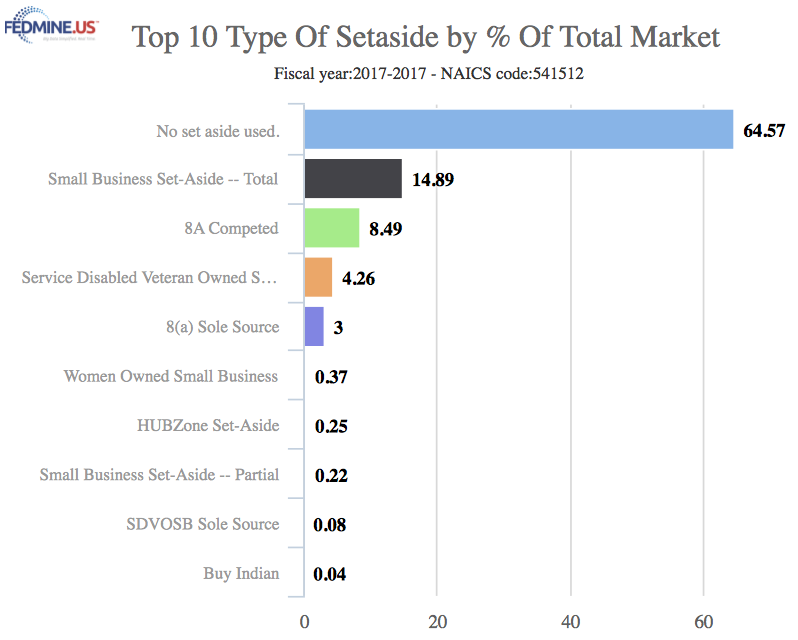 FEDMINE.US
Top 10 Type Of Setaside by % Of Total Market
Fiscal year:2017-2017 - NAICS code:541512
No set aside used. 64.57
Small Business Set-Aside -- Total 14.89
8A Competed 8.49
Service Disabled Veteran Owned S… 4.26
8(a) Sole Source 3
Women Owned Small Business 0.37
HUBZone Set-Aside 0.25
Small Business Set-Aside -- Partial 0.22
SDVOSB Sole Source 0.08
Buy Indian 0.04
0 20 40 60